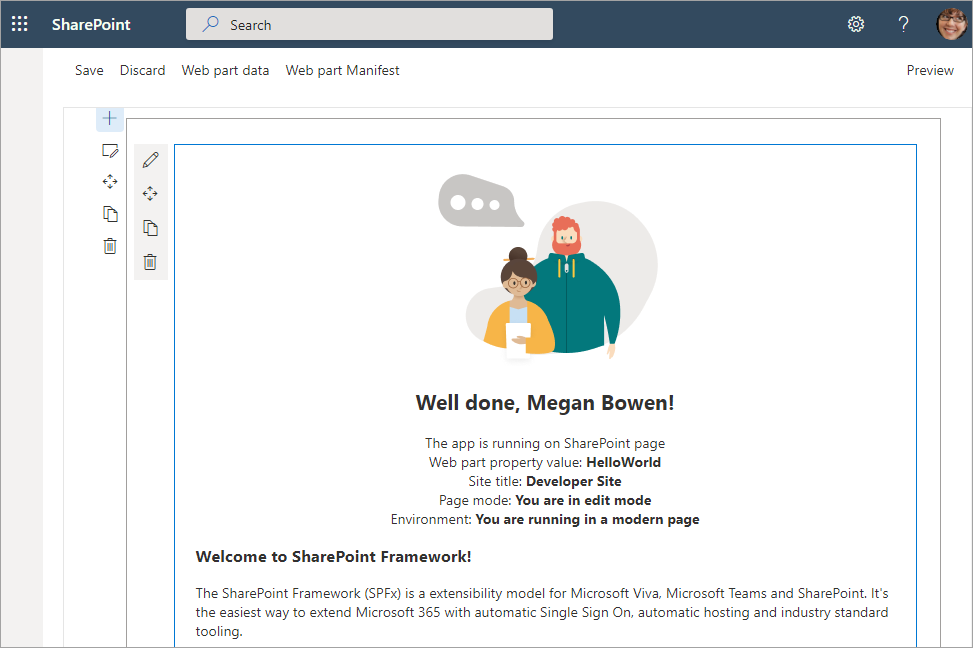 SharePoint
Search
?
Save Discard Web part data Web part Manifest Preview
Well done, Megan Bowen!
The app is running on SharePoint page
Web part property value: HelloWorld
Site title: Developer Site
Page mode: You are in edit mode
Environment: You are running in a modern page
Welcome to SharePoint Framework!
The SharePoint Framework (SPFx) is a extensibility model for Microsoft Viva, Microsoft Teams and SharePoint. It's
the easiest way to extend Microsoft 365 with automatic Single Sign On, automatic hosting and industry standard
tooling.